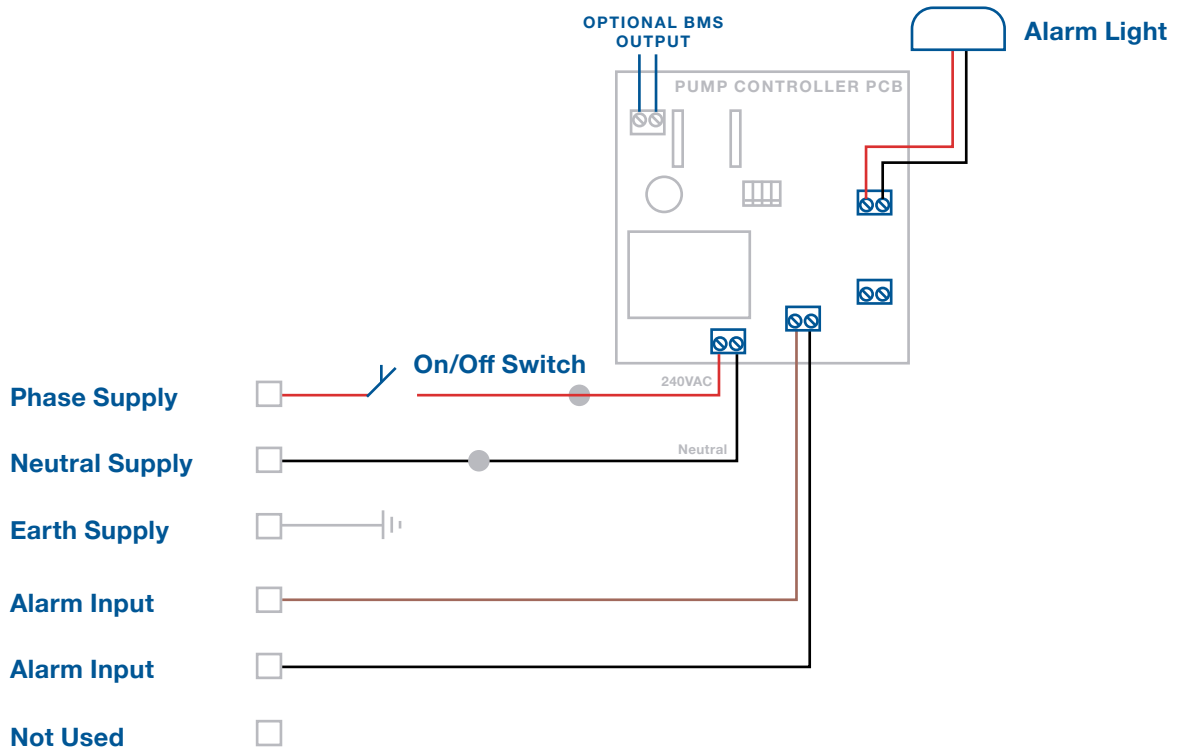 OPTIONAL BMS
OUTPUT
Alarm Light
PUMP CONTROLLER PCB
On/Off Switch
240VAC
Phase Supply
Neutral
Neutral Supply
Earth Supply
Alarm Input
Alarm Input
Not Used